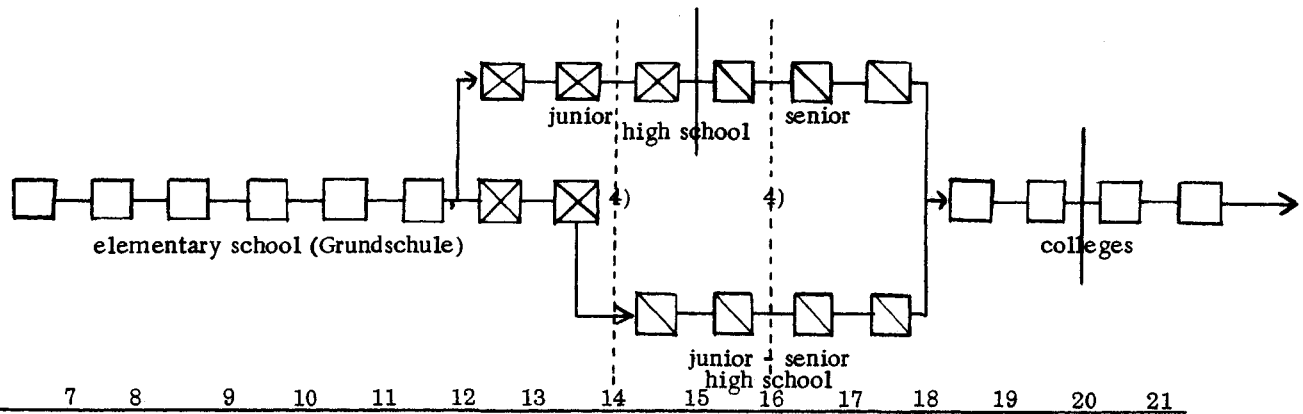 junior
high school
senior
4)
4)
elementary school (Grundschule)
colleges
junior - senior
high school
7 8 9 10 11 12 13 14 15 16 17 18 19 20 21